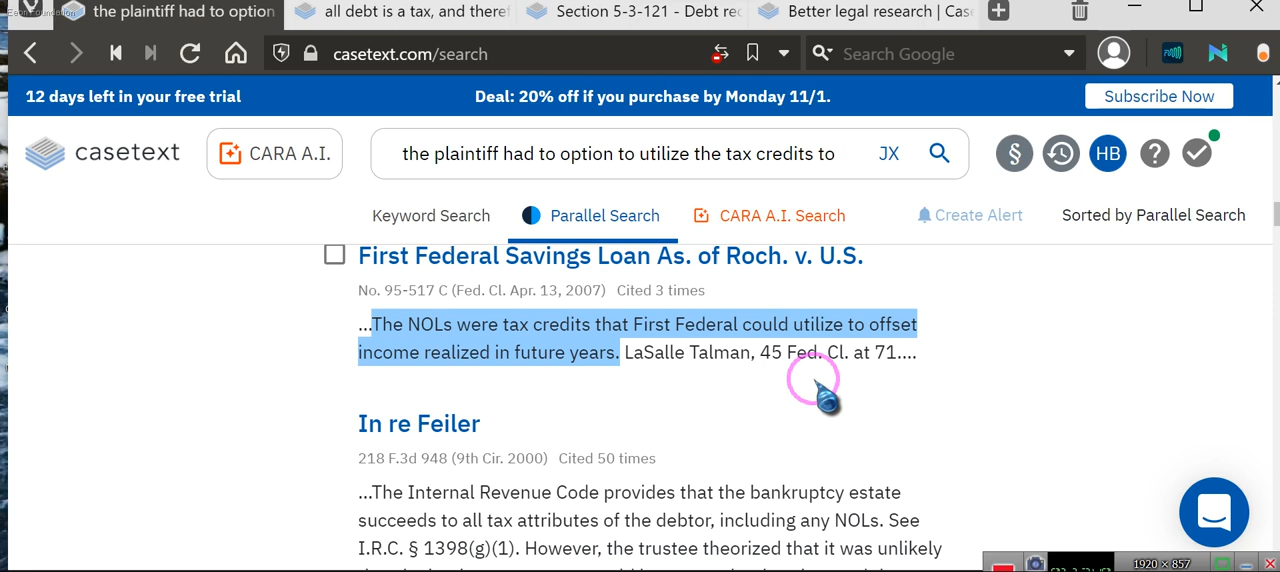 Eeon Foundation
the plaintiff had to option
all debt is a tax, and theref
Section 5-3-121 - Debt rec
Better legal research | Cas
casetext.com/search
Search Google
12 days left in your free trial
Deal: 20% off if you purchase by Monday 11/1.
Subscribe Now
casetext
CARA A.I.
the plaintiff had to option to utilize the tax credits to
JX
§
HB
?
Keyword Search
Parallel Search
CARA A.I. Search
Create Alert
Sorted by Parallel Search
First Federal Savings Loan As. of Roch. v. U.S.
No. 95-517 C (Fed. Cl. Apr. 13, 2007) Cited 3 times
...The NOLs were tax credits that First Federal could utilize to offset
income realized in future years. LaSalle Talman, 45 Fed. Cl. at 71....
In re Feiler
218 F.3d 948 (9th Cir. 2000) Cited 50 times
...The Internal Revenue Code provides that the bankruptcy estate
succeeds to all tax attributes of the debtor, including any NOLs. See
I.R.C. § 1398(g)(1). However, the trustee theorized that it was unlikely
1920 × 857